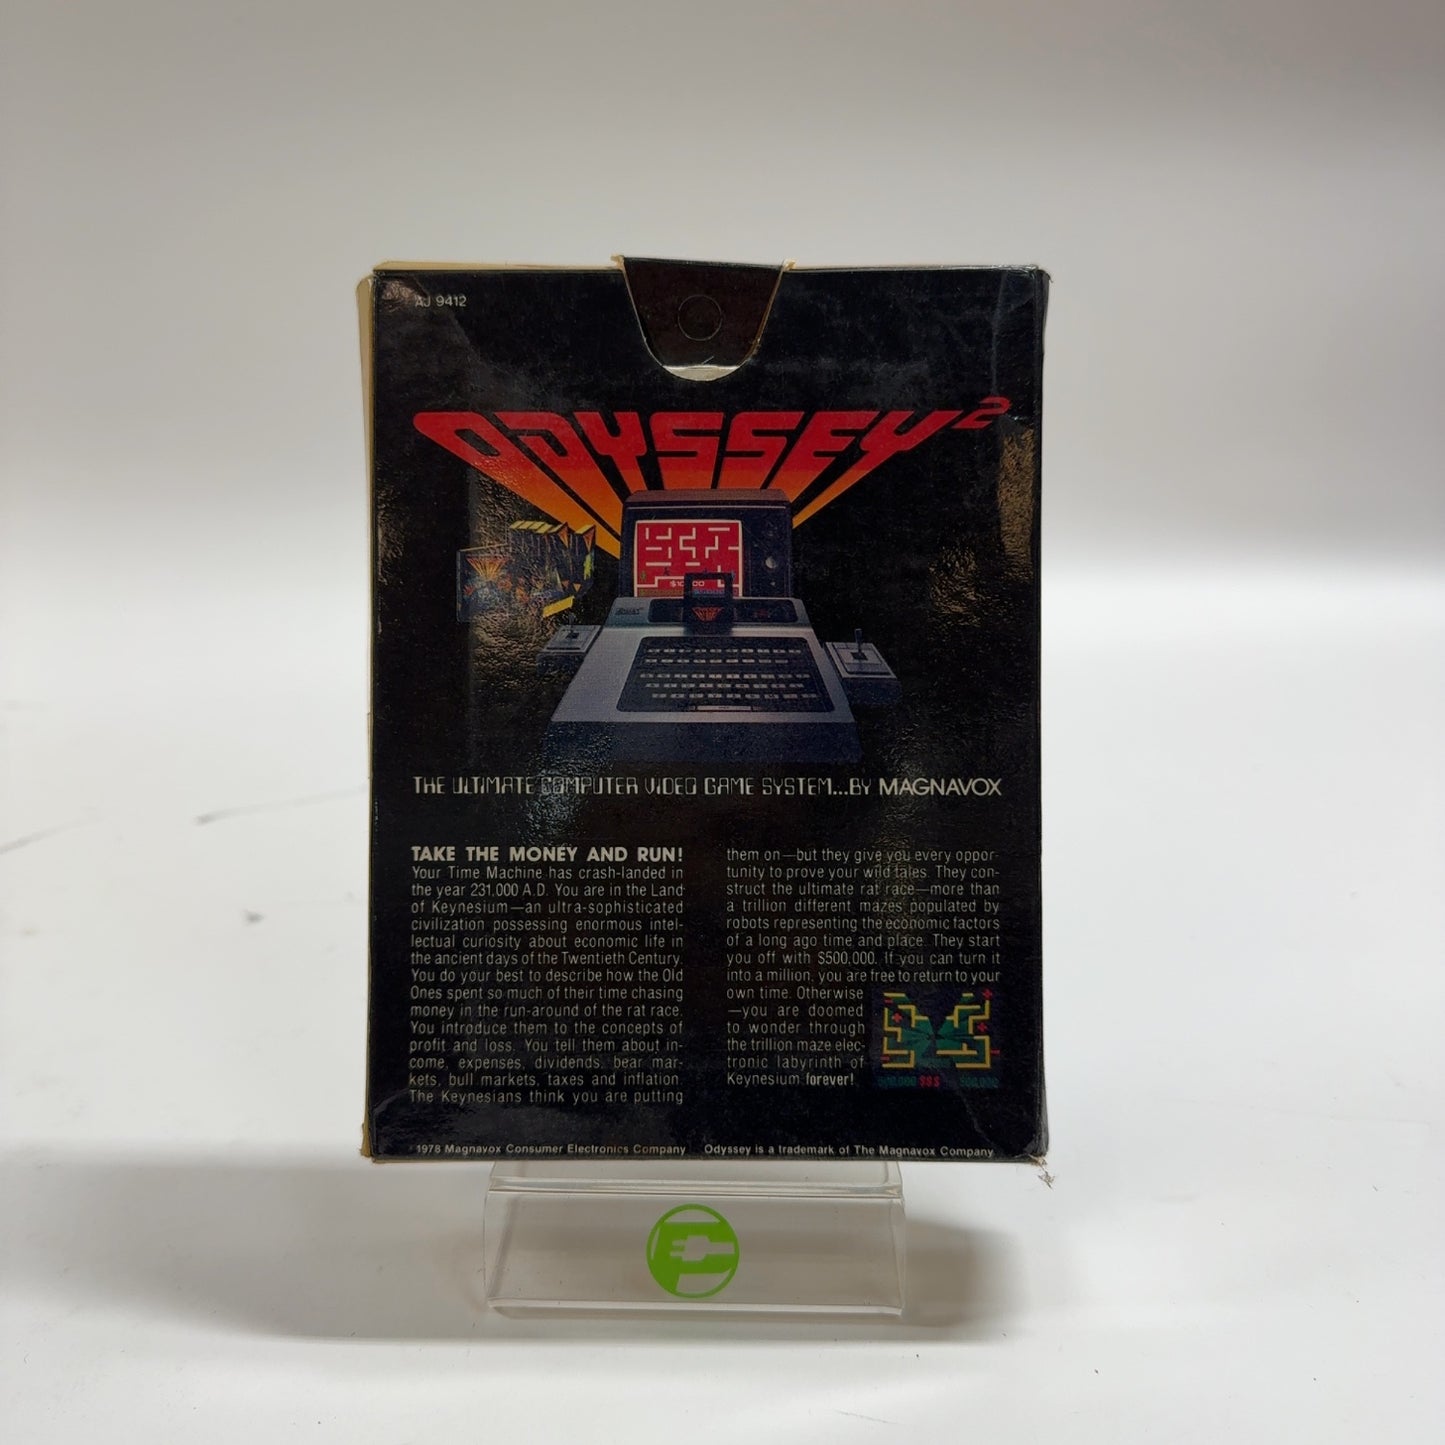 AJ 9412
ODYSSEY²
$10,000
THE ULTIMATE COMPUTER VIDEO GAME SYSTEM...BY MAGNAVOX
TAKE THE MONEY AND RUN!
Your Time Machine has crash-landed in
the year 231,000 A.D. You are in the Land
of Keynesium—an ultra-sophisticated
civilization possessing enormous intel-
lectual curiosity about economic life in
the ancient days of the Twentieth Century.
You do your best to describe how the Old
Ones spent so much of their time chasing
money in the run-around of the rat race.
You introduce them to the concepts of
profit and loss. You tell them about in-
come, expenses, dividends, bear mar-
kets, bull markets, taxes and inflation.
The Keynesians think you are putting
them on—but they give you every oppor-
tunity to prove your wild tales. They con-
struct the ultimate rat race—more than
a trillion different mazes populated by
robots representing the economic factors
of a long ago time and place. They start
you off with $500,000. If you can turn it
into a million, you are free to return to your
own time. Otherwise
—you are doomed
to wonder through
the trillion maze elec-
tronic labyrinth of
Keynesium forever!
$$$
1978 Magnavox Consumer Electronics Company
Odyssey is a trademark of The Magnavox Company